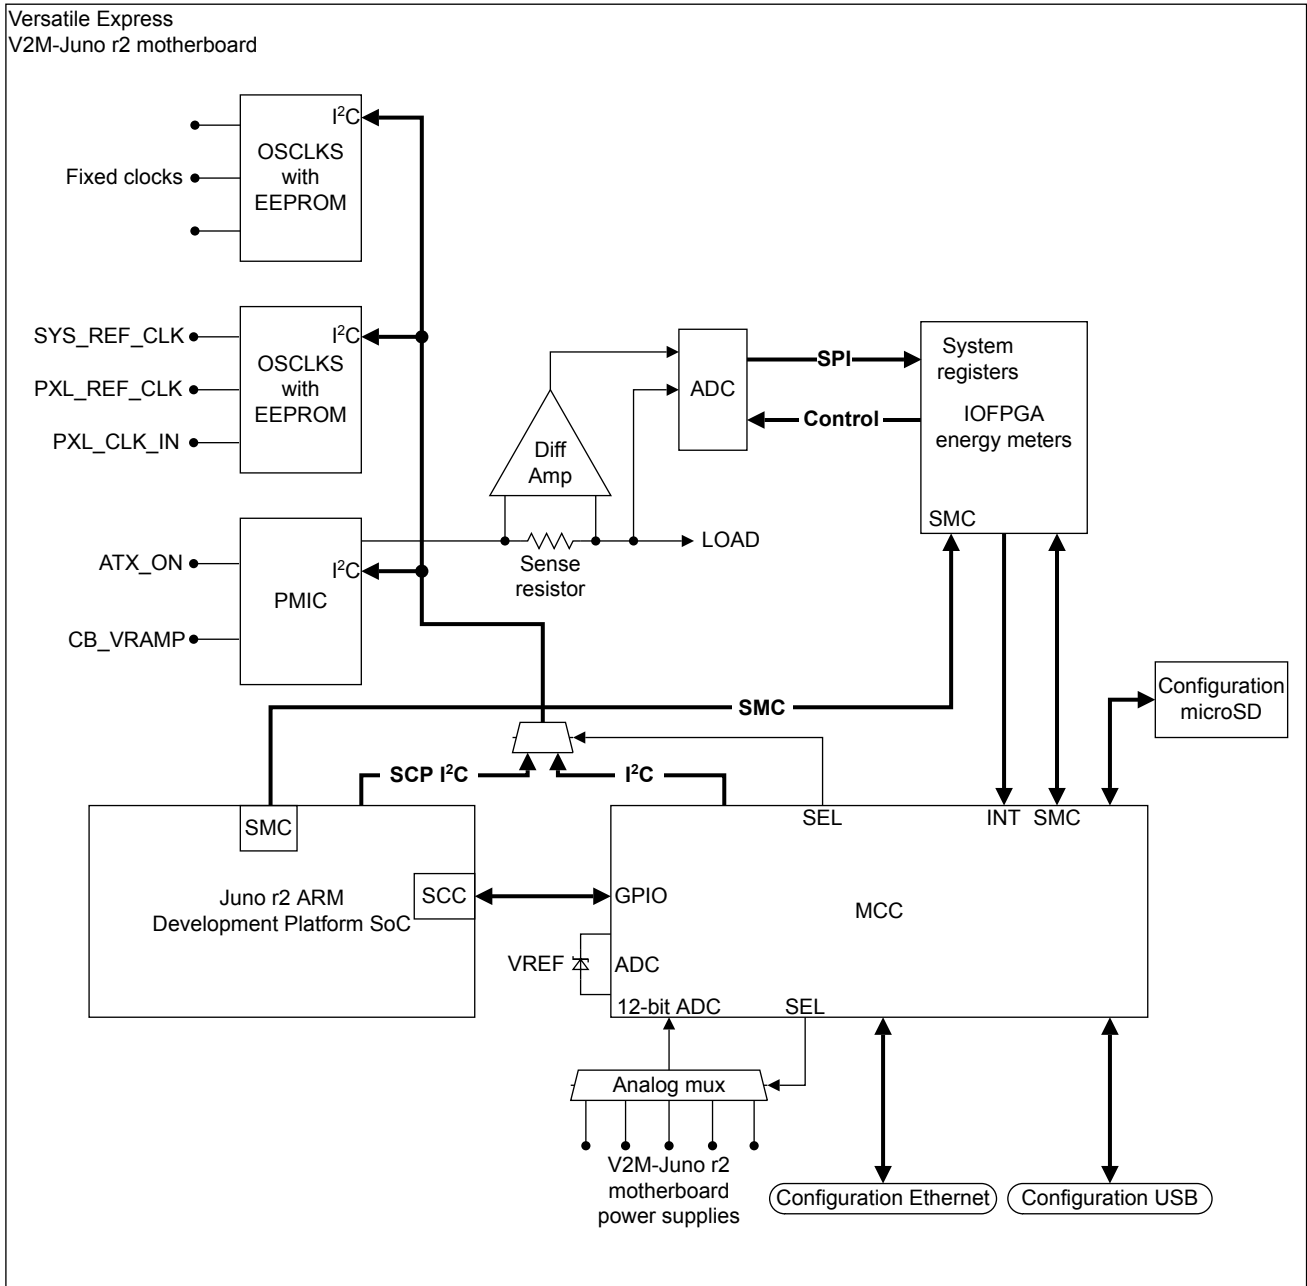 Versatile Express
V2M-Juno r2 motherboard
I²C
OSCLKS
with
EEPROM
Fixed clocks
I²C
OSCLKS
with
EEPROM
SYS_REF_CLK
PXL_REF_CLK
PXL_CLK_IN
ADC
SPI
Control
System
registers
IOFPGA
energy meters
SMC
Diff
Amp
Sense
resistor
LOAD
ATX_ON
CB_VRAMP
I²C
PMIC
SMC
Configuration
microSD
SCP I²C
I²C
SMC
Juno r2 ARM
Development Platform SoC
SCC
SEL
INT
SMC
GPIO
MCC
VREF
ADC
12-bit ADC
SEL
Analog mux
V2M-Juno r2
motherboard
power supplies
Configuration Ethernet
Configuration USB